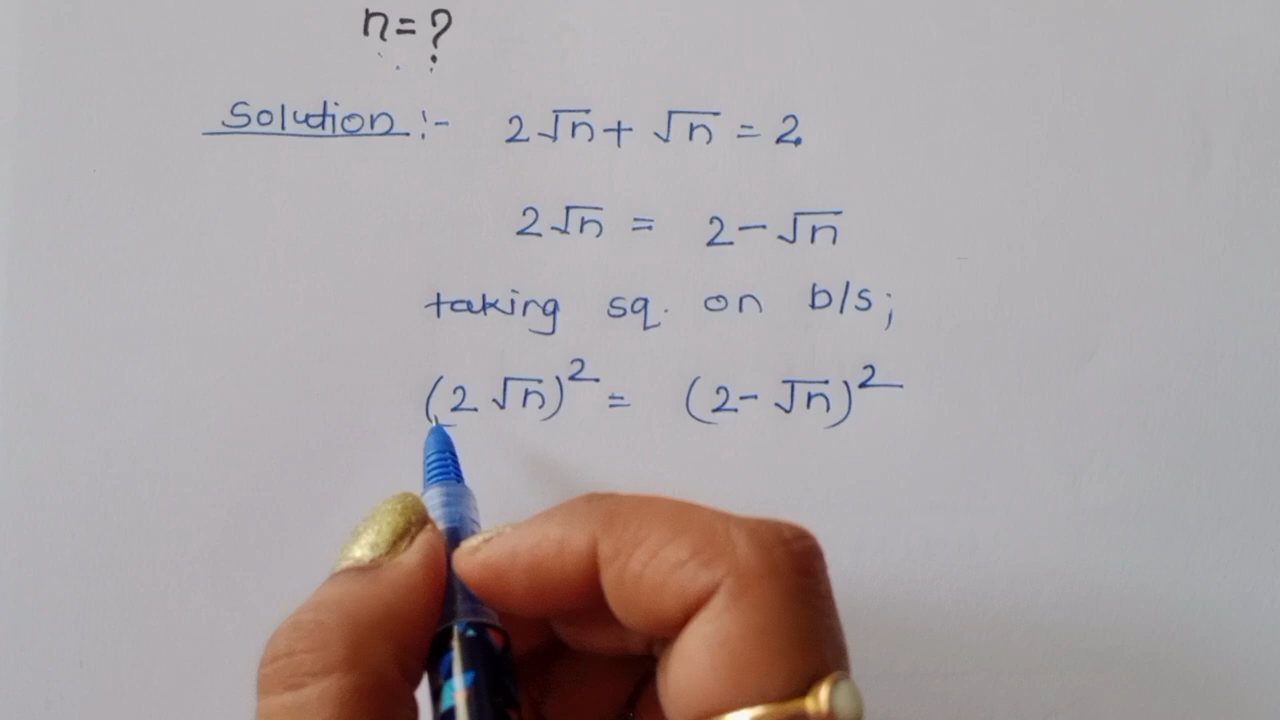 n=?
Solution :- 2√n + √n = 2
2√n = 2-√n
taking sq. on b/s;
(2√n)² = (2-√n)²